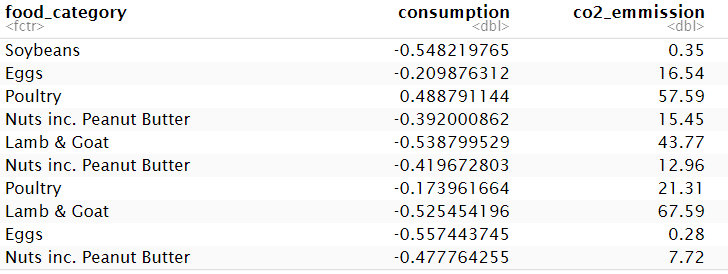 food_category consumption co2_emmission
<fctr> <dbl> <dbl>
Soybeans -0.548219765 0.35
Eggs -0.209876312 16.54
Poultry 0.488791144 57.59
Nuts inc. Peanut Butter -0.392000862 15.45
Lamb & Goat -0.538799529 43.77
Nuts inc. Peanut Butter -0.419672803 12.96
Poultry -0.173961664 21.31
Lamb & Goat -0.525454196 67.59
Eggs -0.557443745 0.28
Nuts inc. Peanut Butter -0.477764255 7.72